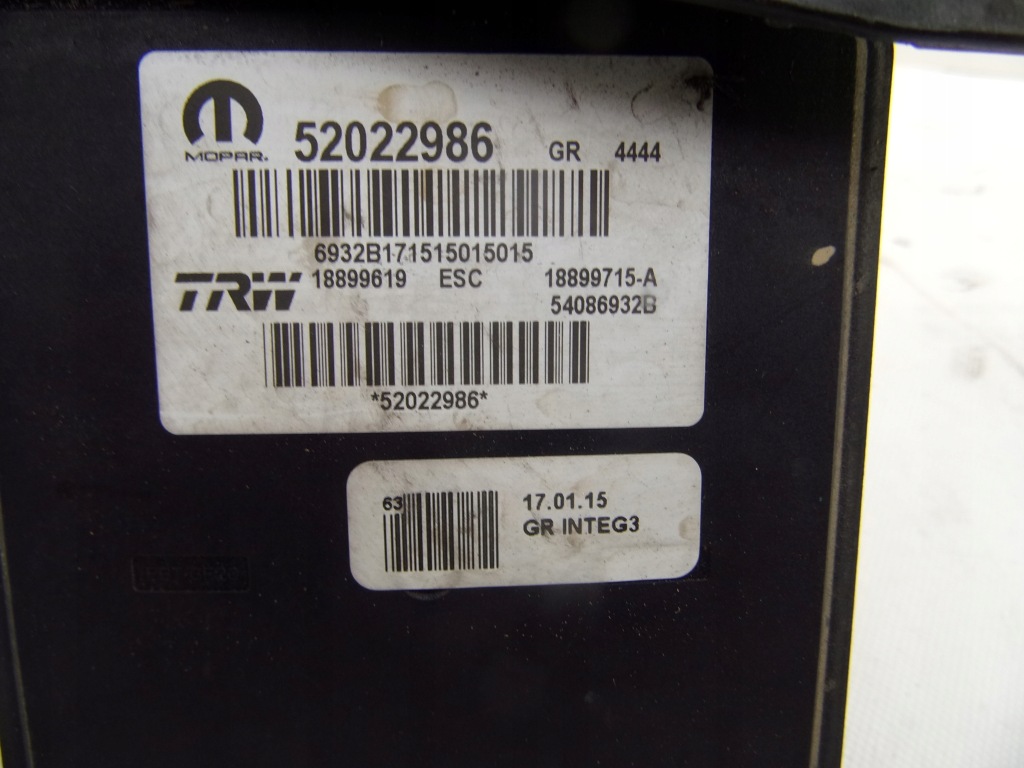 MOPAR. 52022986 GR 4444
6932B171515015015
TRW 18899619 ESC 18899715-A
54086932B
*52022986*
63 17.01.15
GR INTEG3